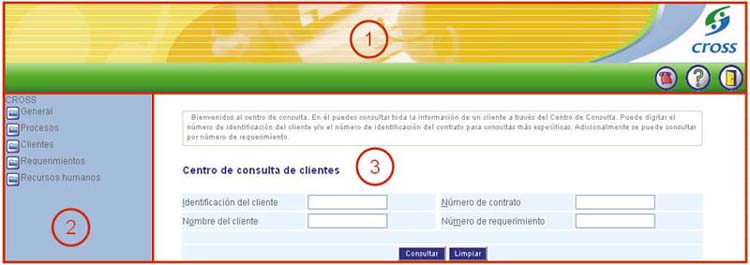 1
CROSS
CROSS
General
Procesos
Clientes
Requerimientos
Recursos humanos
2
Bienvenidos al centro de consulta. En él puedes consultar toda la información de un cliente a través del Centro de Consulta. Puede digitar el
número de identificación del cliente y/o el número de identificación del contrato para consultas más específicas. Adicionalmente se puede consultar
por número de requerimiento.
Centro de consulta de clientes
3
Identificación del cliente Número de contrato
Nombre del cliente Número de requerimiento
Consultar Limpiar